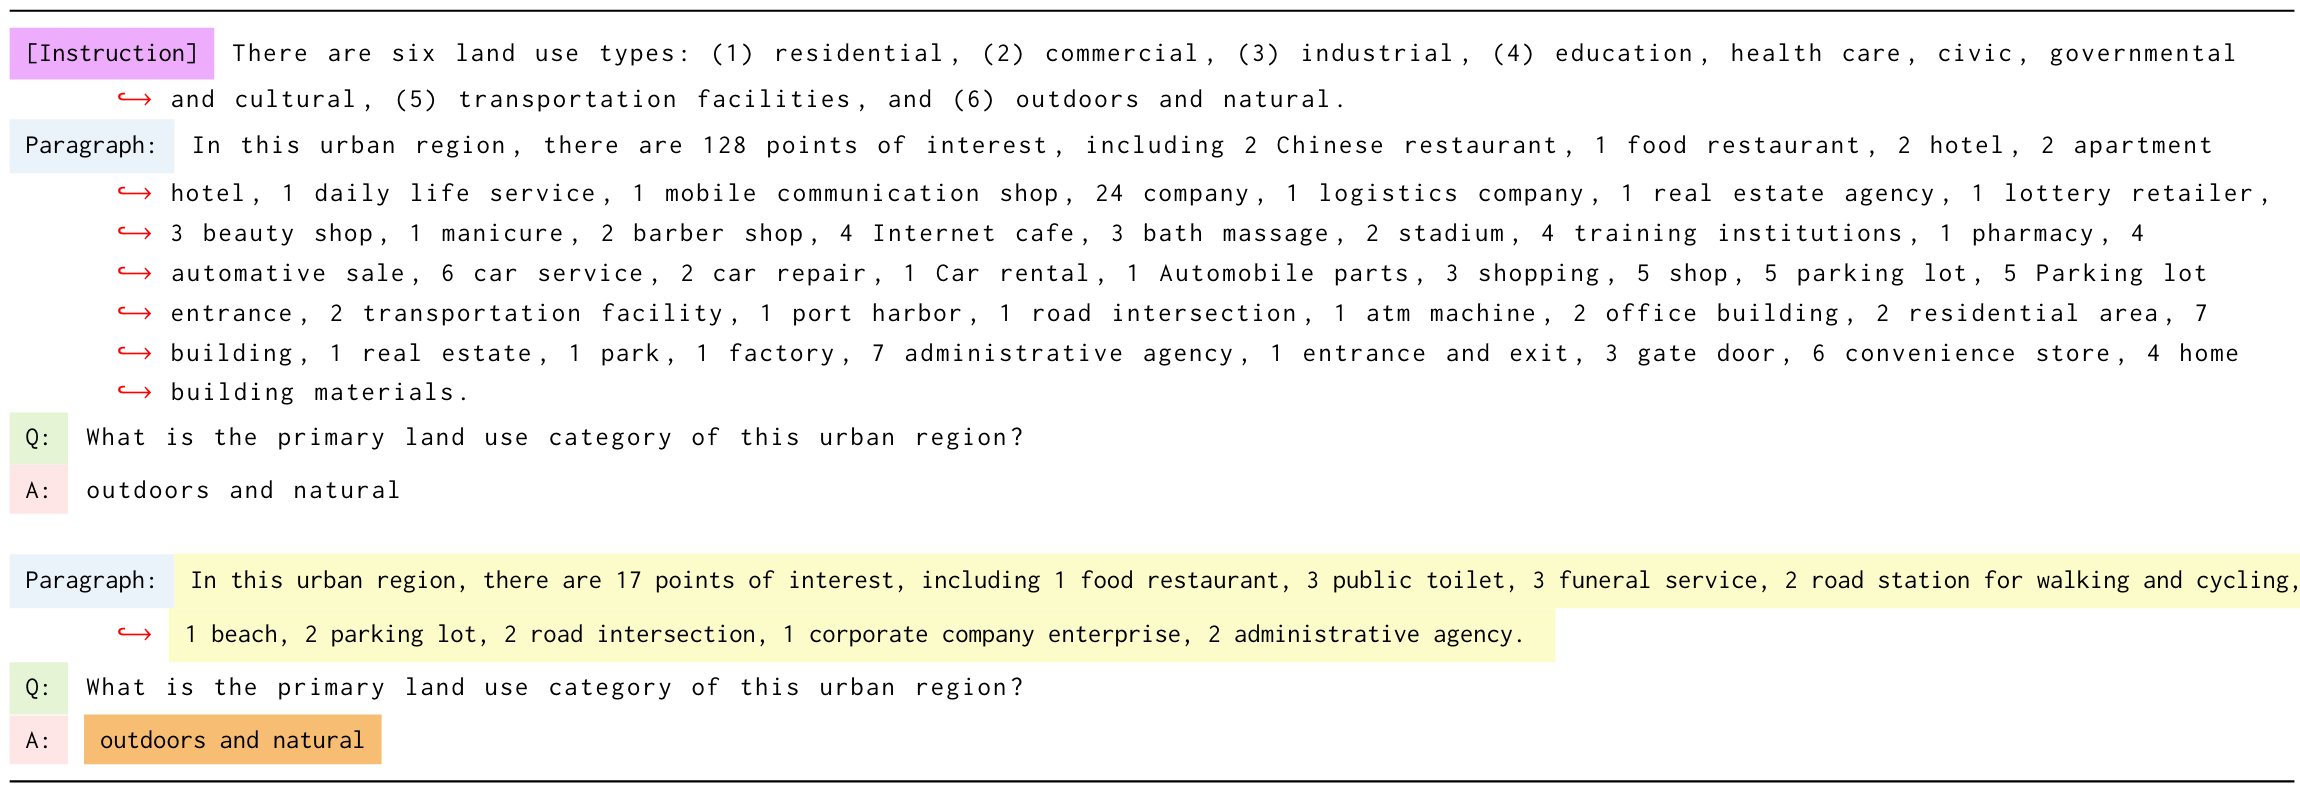 [Instruction] There are six land use types: (1) residential, (2) commercial, (3) industrial, (4) education, health care, civic, governmental
↪ and cultural, (5) transportation facilities, and (6) outdoors and natural.
Paragraph: In this urban region, there are 128 points of interest, including 2 Chinese restaurant, 1 food restaurant, 2 hotel, 2 apartment
↪ hotel, 1 daily life service, 1 mobile communication shop, 24 company, 1 logistics company, 1 real estate agency, 1 lottery retailer,
↪ 3 beauty shop, 1 manicure, 2 barber shop, 4 Internet cafe, 3 bath massage, 2 stadium, 4 training institutions, 1 pharmacy, 4
↪ automative sale, 6 car service, 2 car repair, 1 Car rental, 1 Automobile parts, 3 shopping, 5 shop, 5 parking lot, 5 Parking lot
↪ entrance, 2 transportation facility, 1 port harbor, 1 road intersection, 1 atm machine, 2 office building, 2 residential area, 7
↪ building, 1 real estate, 1 park, 1 factory, 7 administrative agency, 1 entrance and exit, 3 gate door, 6 convenience store, 4 home
↪ building materials.
Q: What is the primary land use category of this urban region?
A: outdoors and natural
Paragraph: In this urban region, there are 17 points of interest, including 1 food restaurant, 3 public toilet, 3 funeral service, 2 road station for walking and cycling,
↪ 1 beach, 2 parking lot, 2 road intersection, 1 corporate company enterprise, 2 administrative agency.
Q: What is the primary land use category of this urban region?
A: outdoors and natural